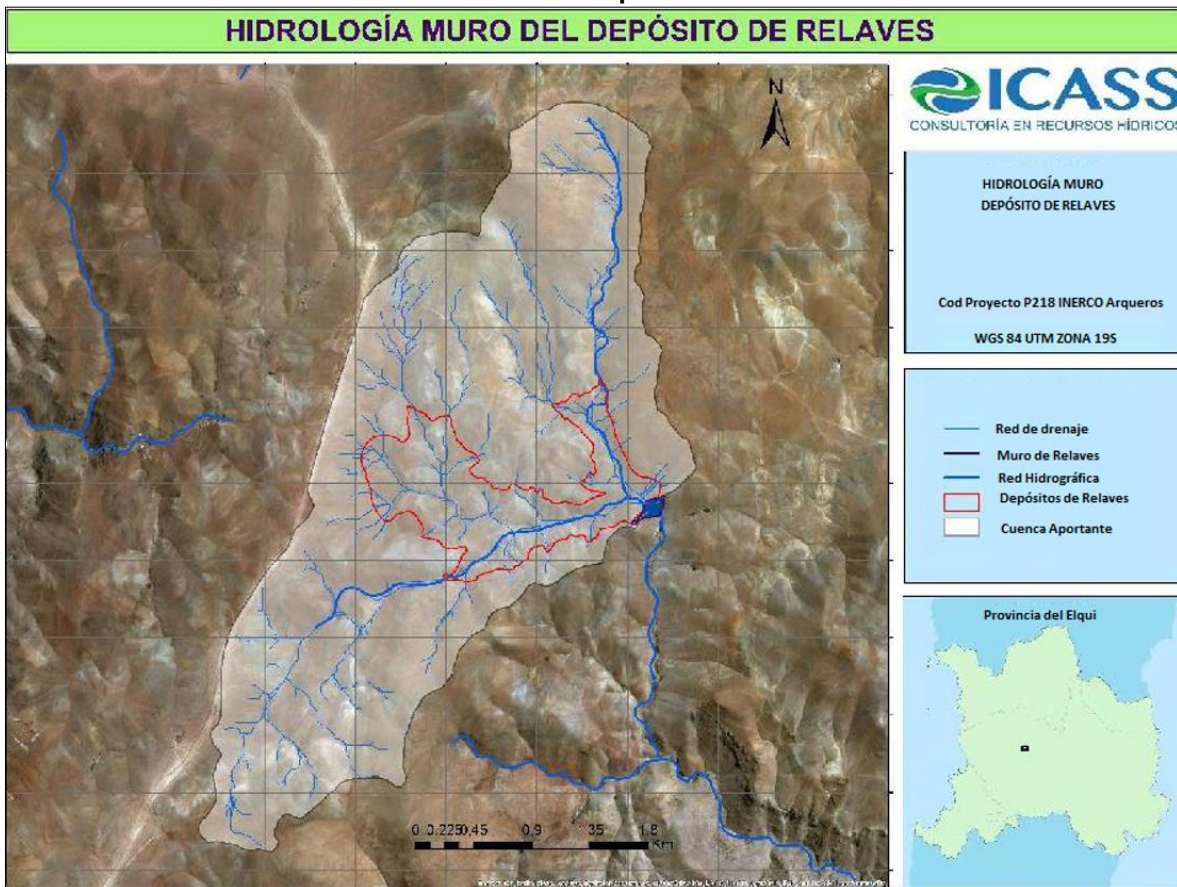 HIDROLOGÍA MURO DEL DEPÓSITO DE RELAVES
N
ICASS
CONSULTORÍA EN RECURSOS HÍDRICOS
HIDROLOGÍA MURO
DEPÓSITO DE RELAVES
Cod Proyecto P218 INERCO Arqueros
WGS 84 UTM ZONA 19S
Red de drenaje
Muro de Relaves
Red Hidrográfica
Depósitos de Relaves
Cuenca Aportante
Provincia del Elqui
0 0.225 0,45 0,9 35 1.8
Km